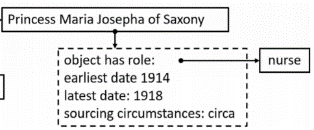 Princess Maria Josepha of Saxony
object has role:
nurse
earliest date 1914
latest date: 1918
sourcing circumstances: circa